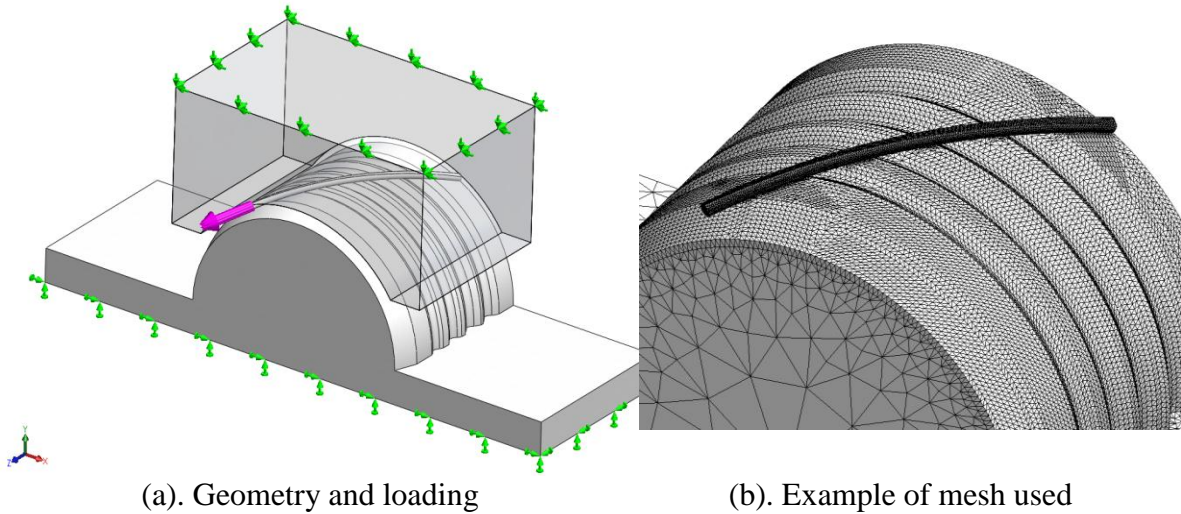 Y
Z
X
(a). Geometry and loading
(b). Example of mesh used